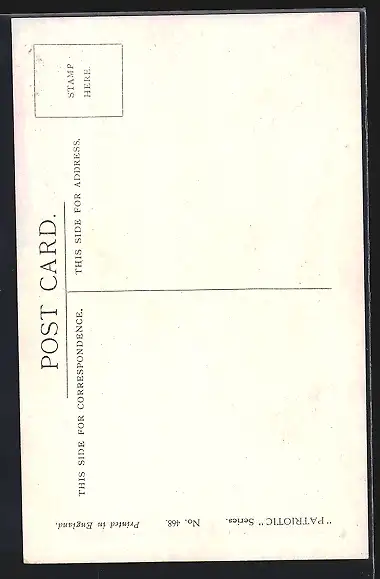 POST CARD.
THIS SIDE FOR CORRESPONDENCE.
THIS SIDE FOR ADDRESS.
STAMP
HERE.
"PATRIOTIC" Series.
No. 468.
Printed in England.